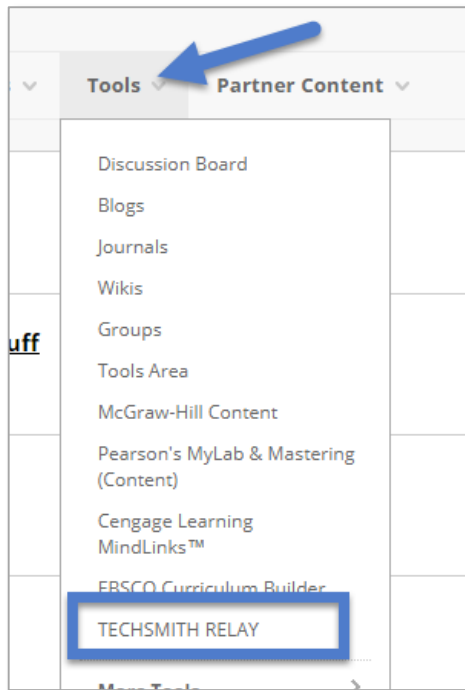 Tools Partner Content
Discussion Board
Blogs
Journals
Wikis
uff
Groups
Tools Area
McGraw-Hill Content
Pearson's MyLab & Mastering
(Content)
Cengage Learning
MindLinks™
EBSCO Curriculum Builder
TECHSMITH RELAY
More Tools